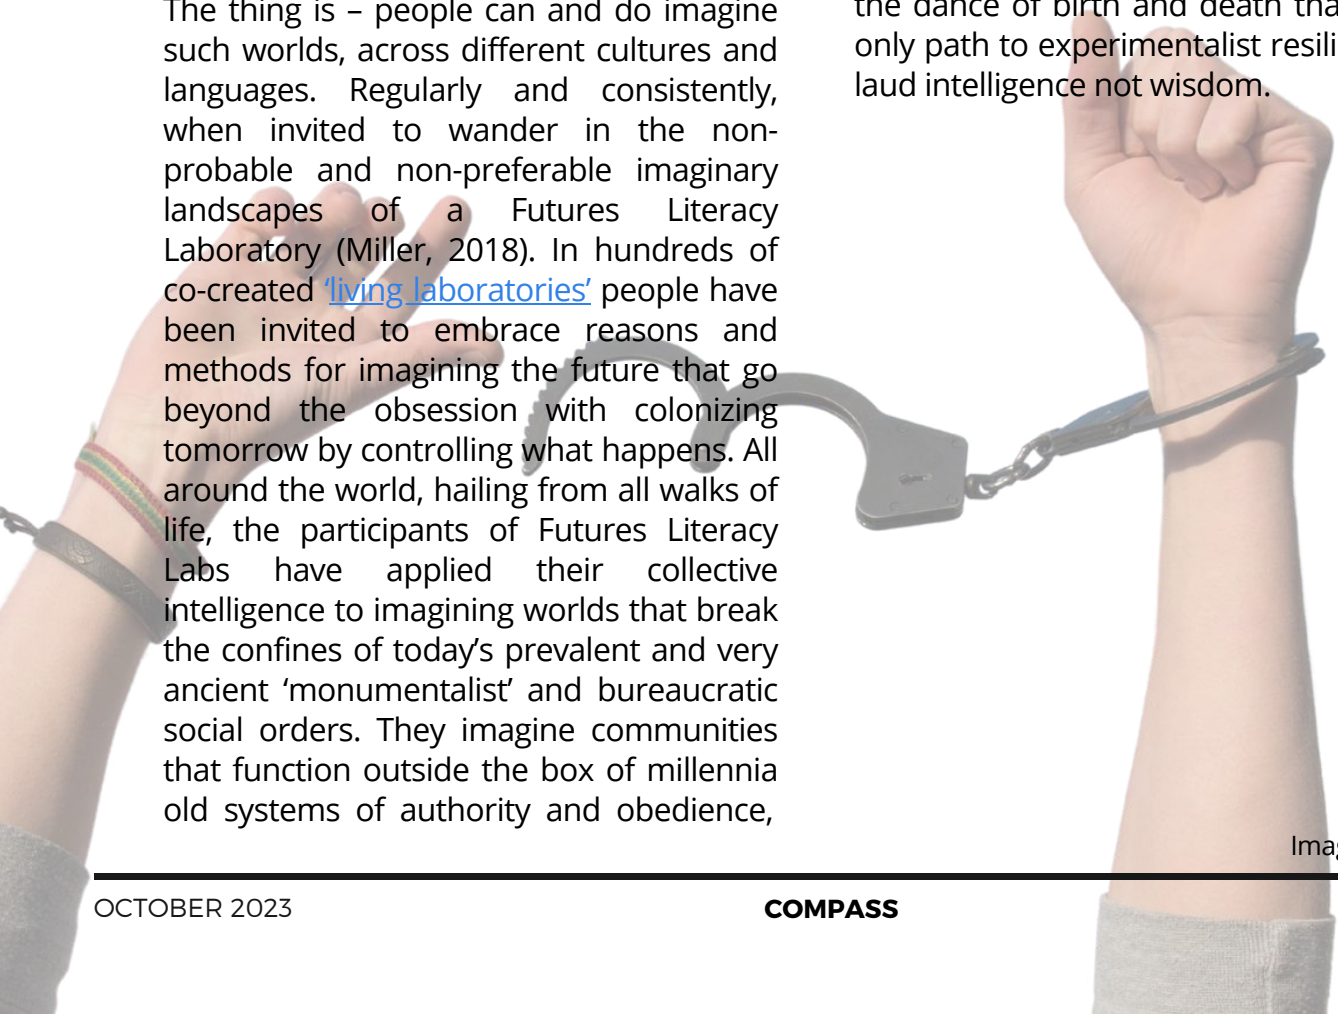 The thing is – people can and do imagine
such worlds, across different cultures and
languages. Regularly and consistently,
when invited to wander in the non-
probable and non-preferable imaginary
landscapes of a Futures Literacy
Laboratory (Miller, 2018). In hundreds of
co-created ‘living laboratories’ people have
been invited to embrace reasons and
methods for imagining the future that go
beyond the obsession with colonizing
tomorrow by controlling what happens. All
around the world, hailing from all walks of
life, the participants of Futures Literacy
Labs have applied their collective
intelligence to imagining worlds that break
the confines of today’s prevalent and very
ancient ‘monumentalist’ and bureaucratic
social orders. They imagine communities
that function outside the box of millennia
old systems of authority and obedience,
the dance of birth and death
only path to experimentalist
laud intelligence not wisdom.
OCTOBER 2023
COMPASS